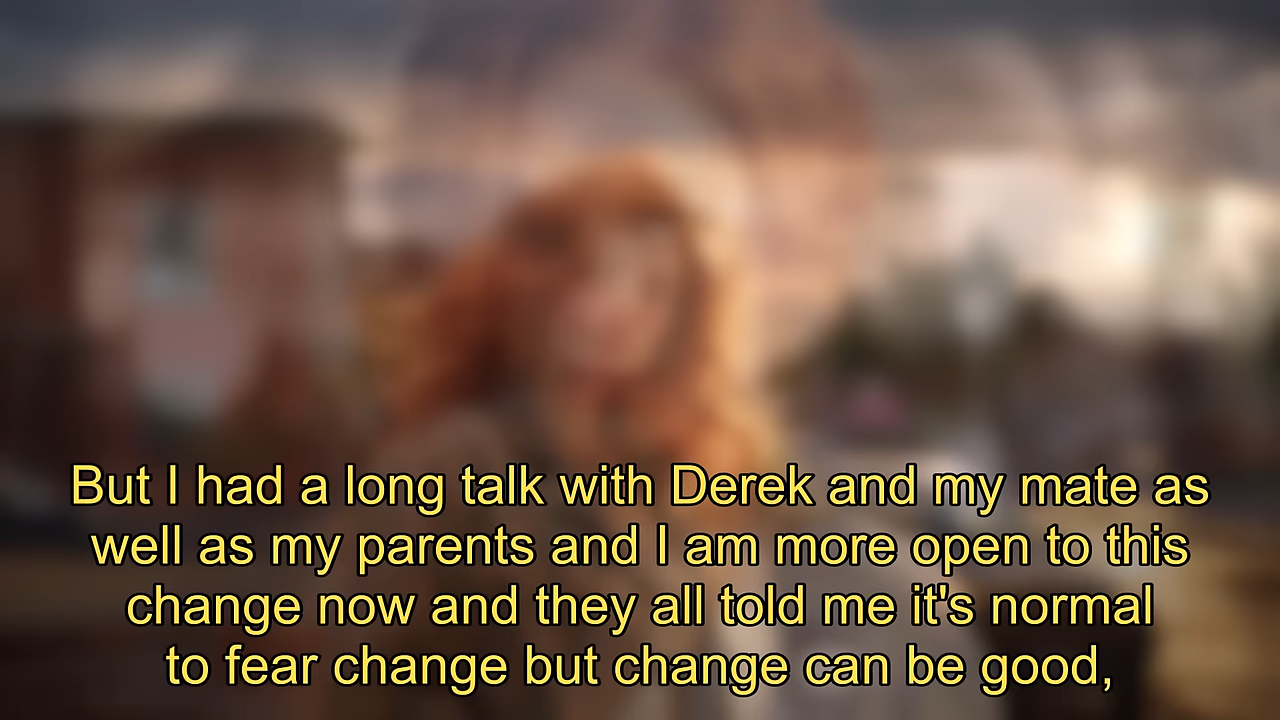 But I had a long talk with Derek and my mate as
well as my parents and I am more open to this
change now and they all told me it's normal
to fear change but change can be good,